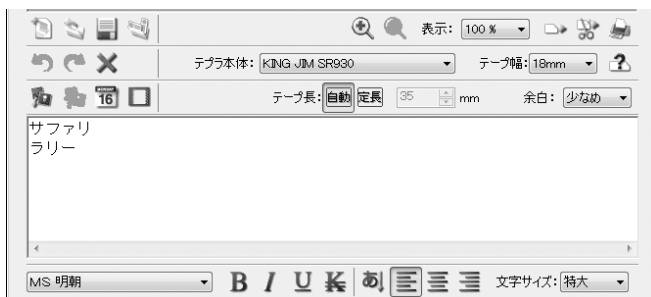 表示: 100 %
テプラ本体: KING JIM SR930 テープ幅: 18mm
16 テープ長: 自動 定長 35 mm 余白: 少なめ
サファリ
ラリー
MS 明朝 B I U K あ 文字サイズ: 特大